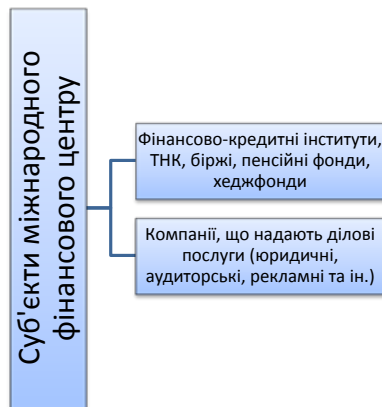 Суб'єкти міжнародного
фінансового центру
Фінансово-кредитні інститути,
ТНК, біржі, пенсійні фонди,
хеджфонди
Компанії, що надають ділові
послуги (юридичні,
аудиторські, рекламні та ін.)